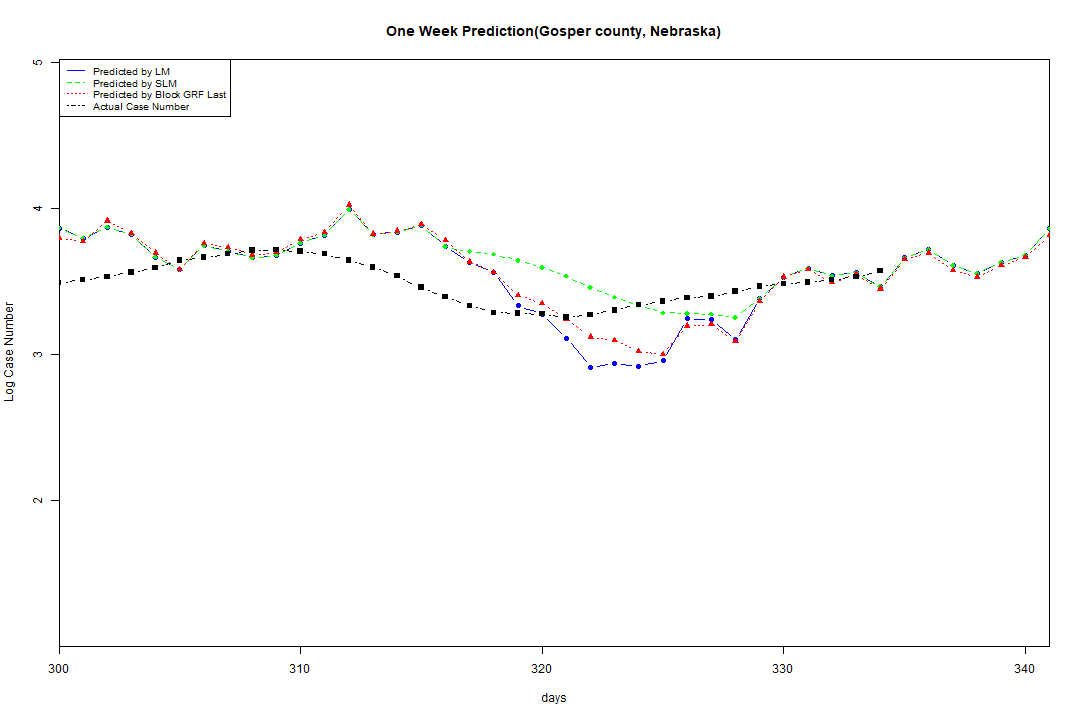 One Week Prediction(Gosper county, Nebraska)
Predicted by LM
Predicted by SLM
Predicted by Block GRF Last
Actual Case Number
5
4
3
2
Log Case Number
300 310 320 330 340
days